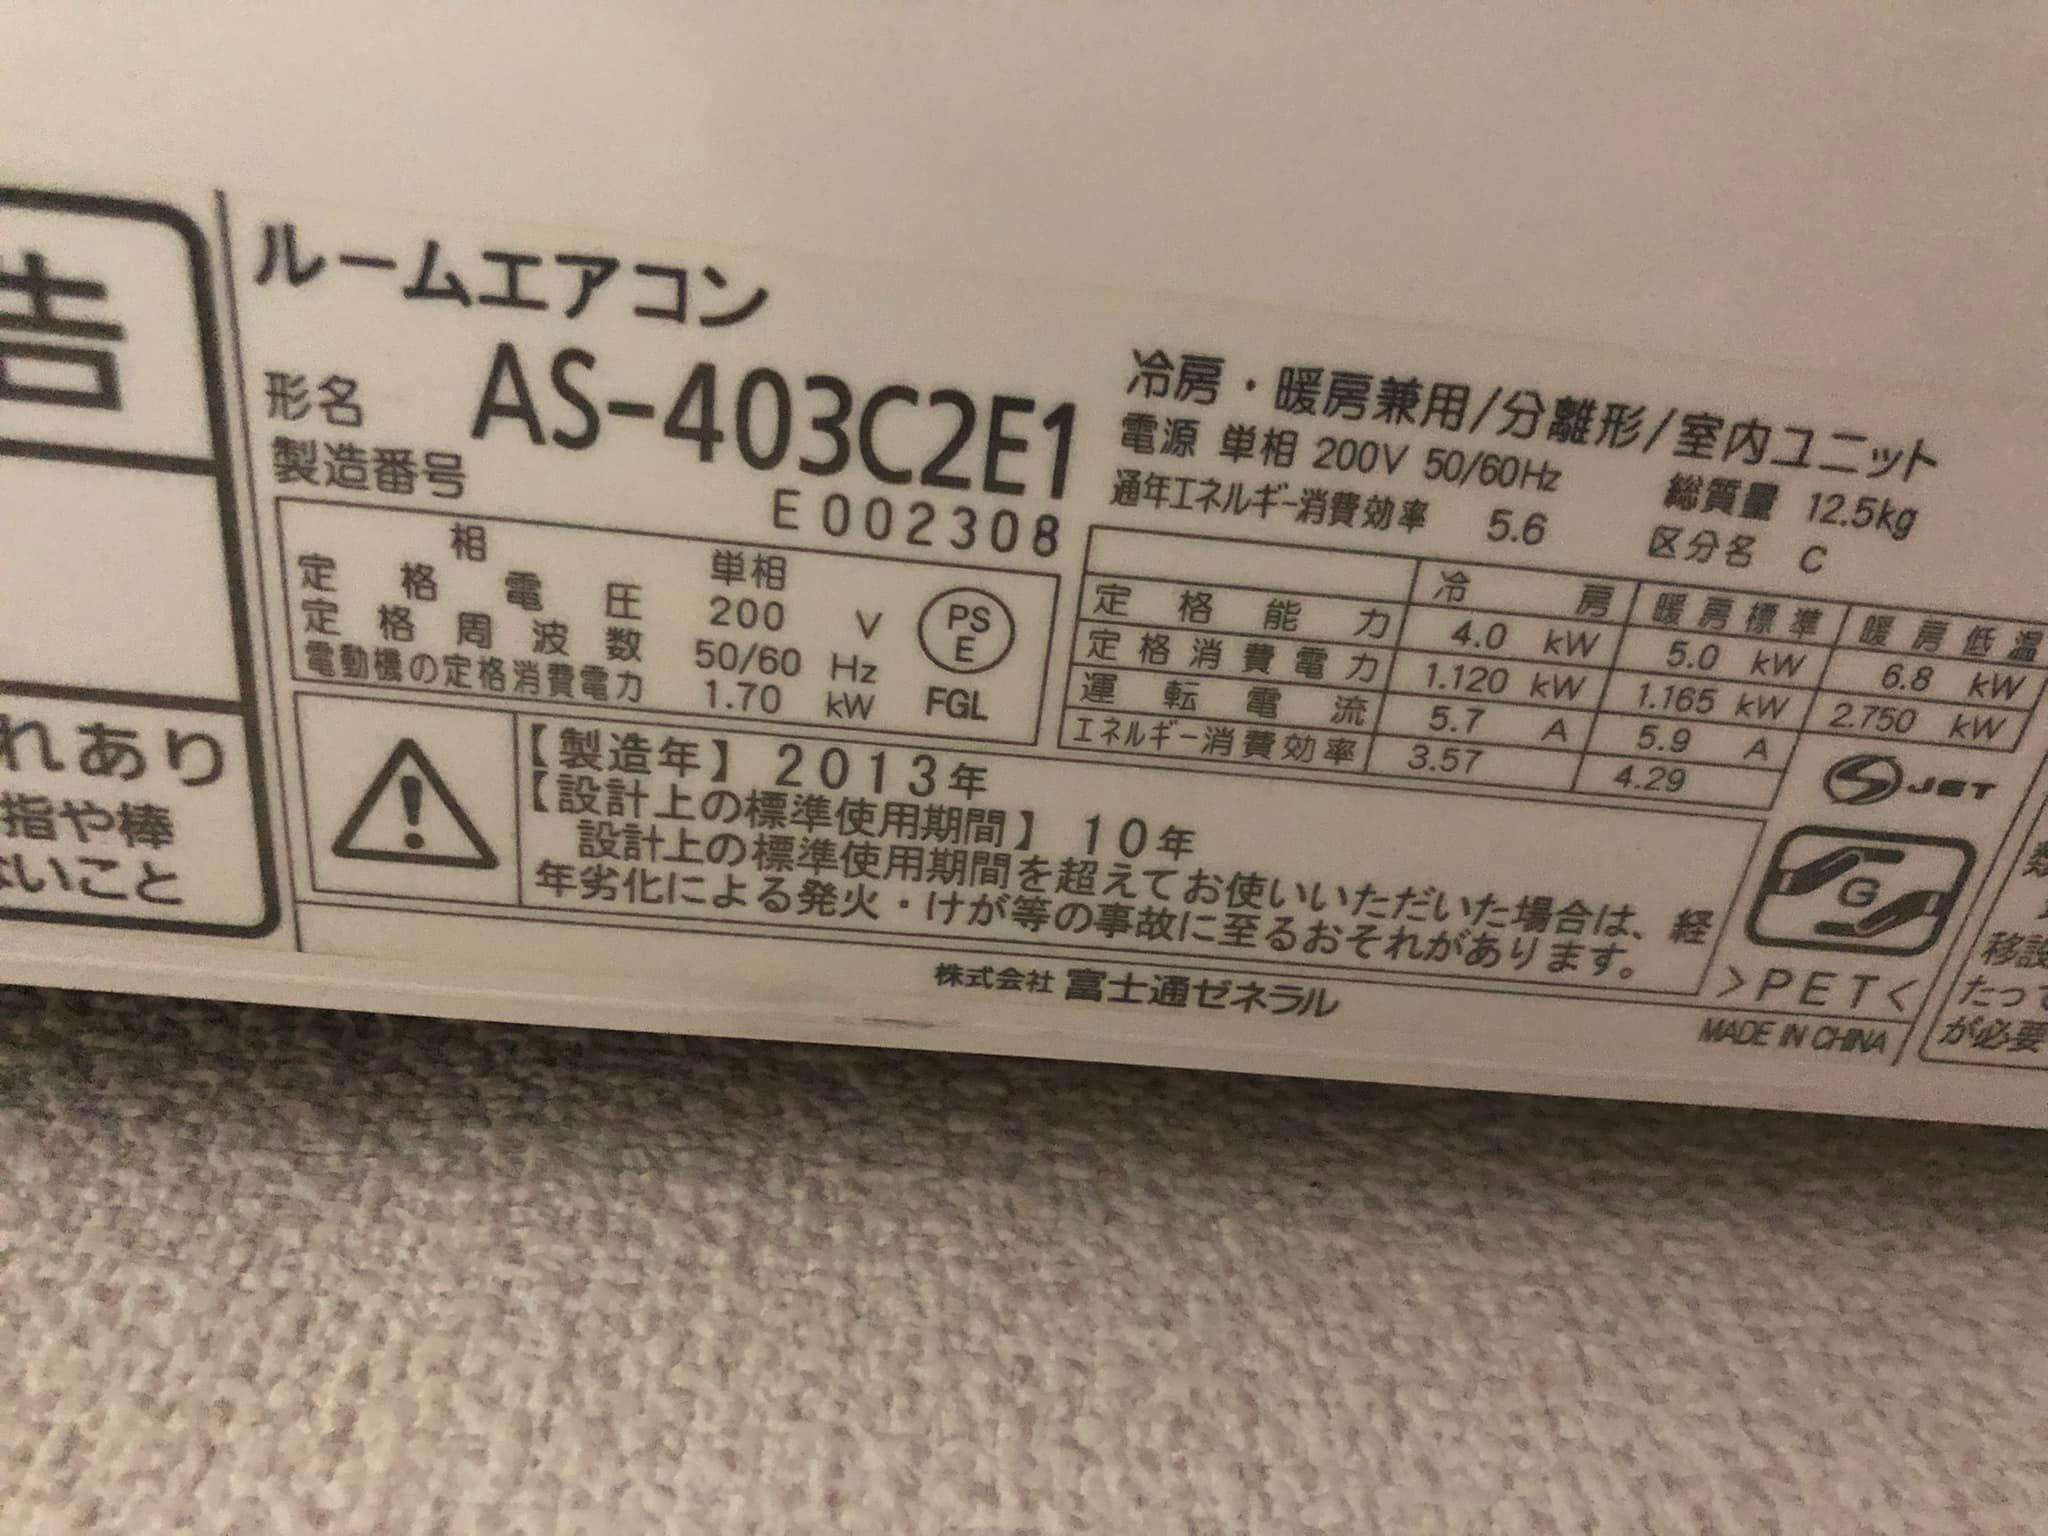 告
れあり
指や棒
ないこと
ルームエアコン
形名 AS-403C2E1
製造番号 E002308
相 単相
定格電圧 200 V
定格周波数 50/60 Hz
電動機の定格消費電力 1.70 kW
PS
E
FGL
冷房・暖房兼用/分離形/室内ユニット
電源 単相 200V 50/60Hz 総質量 12.5kg
通年エネルギー消費効率 5.6 区分名 C
冷房 暖房標準 暖房低温
定格能力 4.0 kW 5.0 kW 6.8 kW
定格消費電力 1.120 kW 1.165 kW 2.750 kW
運転電流 5.7 A 5.9 A
エネルギー消費効率 3.57 4.29
S JET
【製造年】2013年
【設計上の標準使用期間】10年
設計上の標準使用期間を超えてお使いいただいた場合は、経
年劣化による発火・けが等の事故に至るおそれがあります。
G
>PET<
株式会社 富士通ゼネラル
MADE IN CHINA
移設
たって
が必要